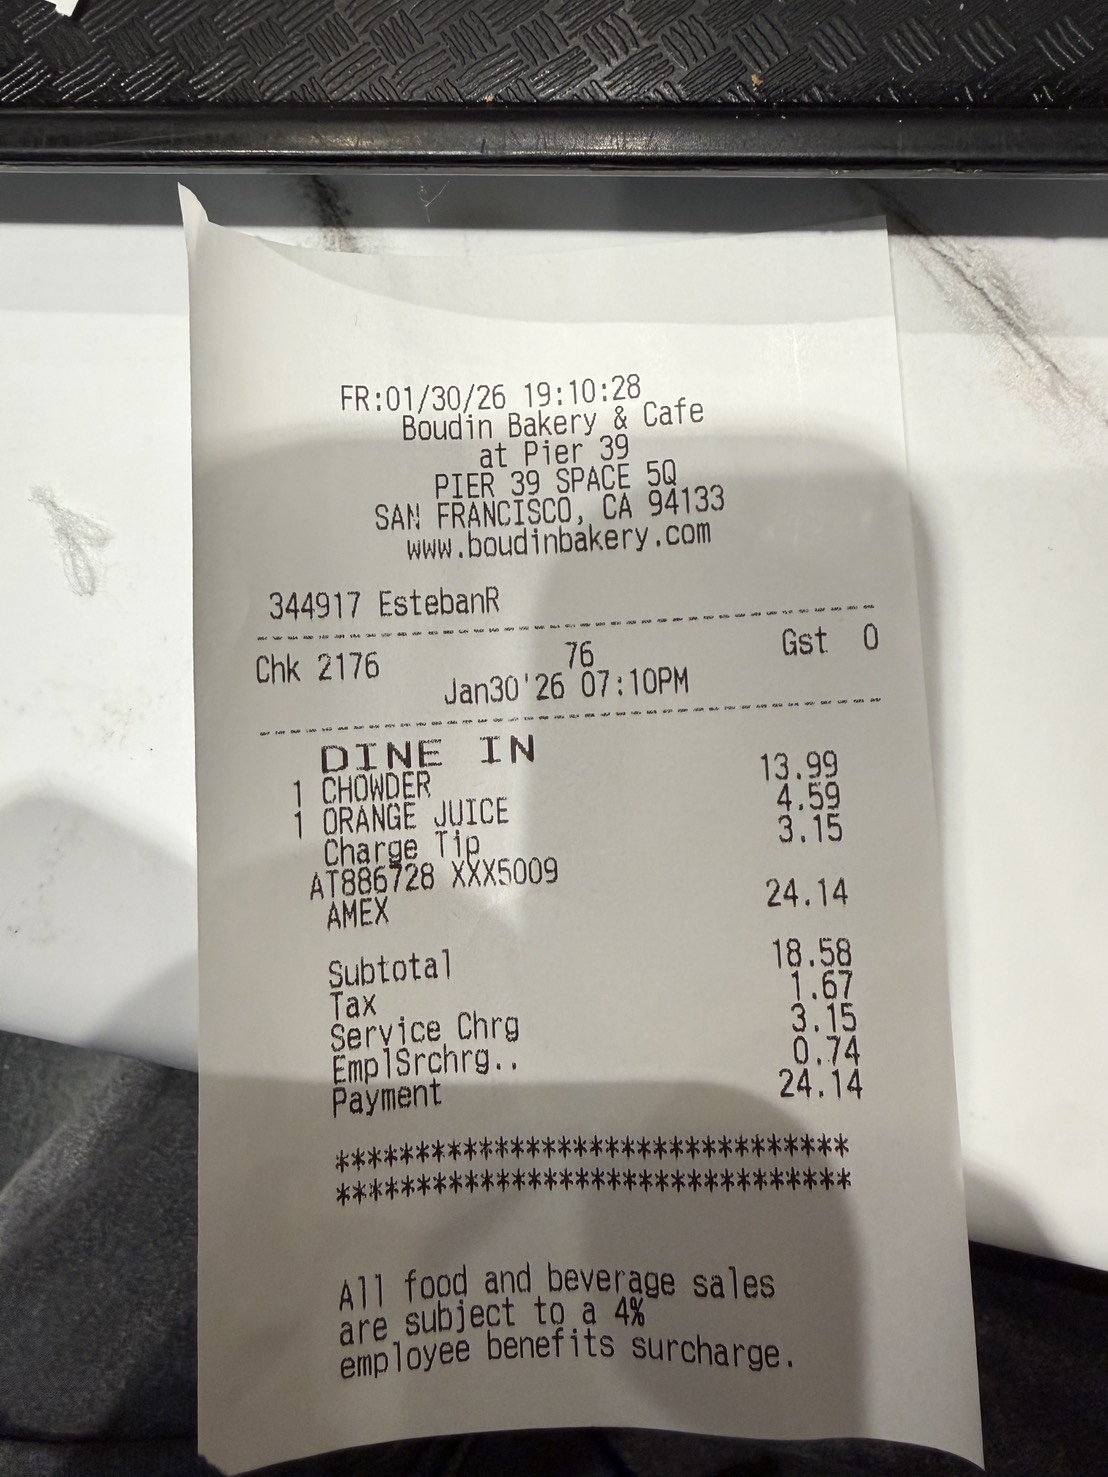 FR:01/30/26 19:10:28
Boudin Bakery & Cafe
at Pier 39
PIER 39 SPACE 5Q
SAN FRANCISCO, CA 94133
www.boudinbakery.com
344917 EstebanR
Chk 2176 76 Gst 0
Jan30'26 07:10PM
DINE IN
1 CHOWDER 13.99
1 ORANGE JUICE 4.59
Charge Tip 3.15
AT886728 XXX5009
AMEX 24.14
Subtotal 18.58
Tax 1.67
Service Chrg 3.15
EmplSrchrg.. 0.74
Payment 24.14
*********************************
*********************************
All food and beverage sales
are subject to a 4%
employee benefits surcharge.